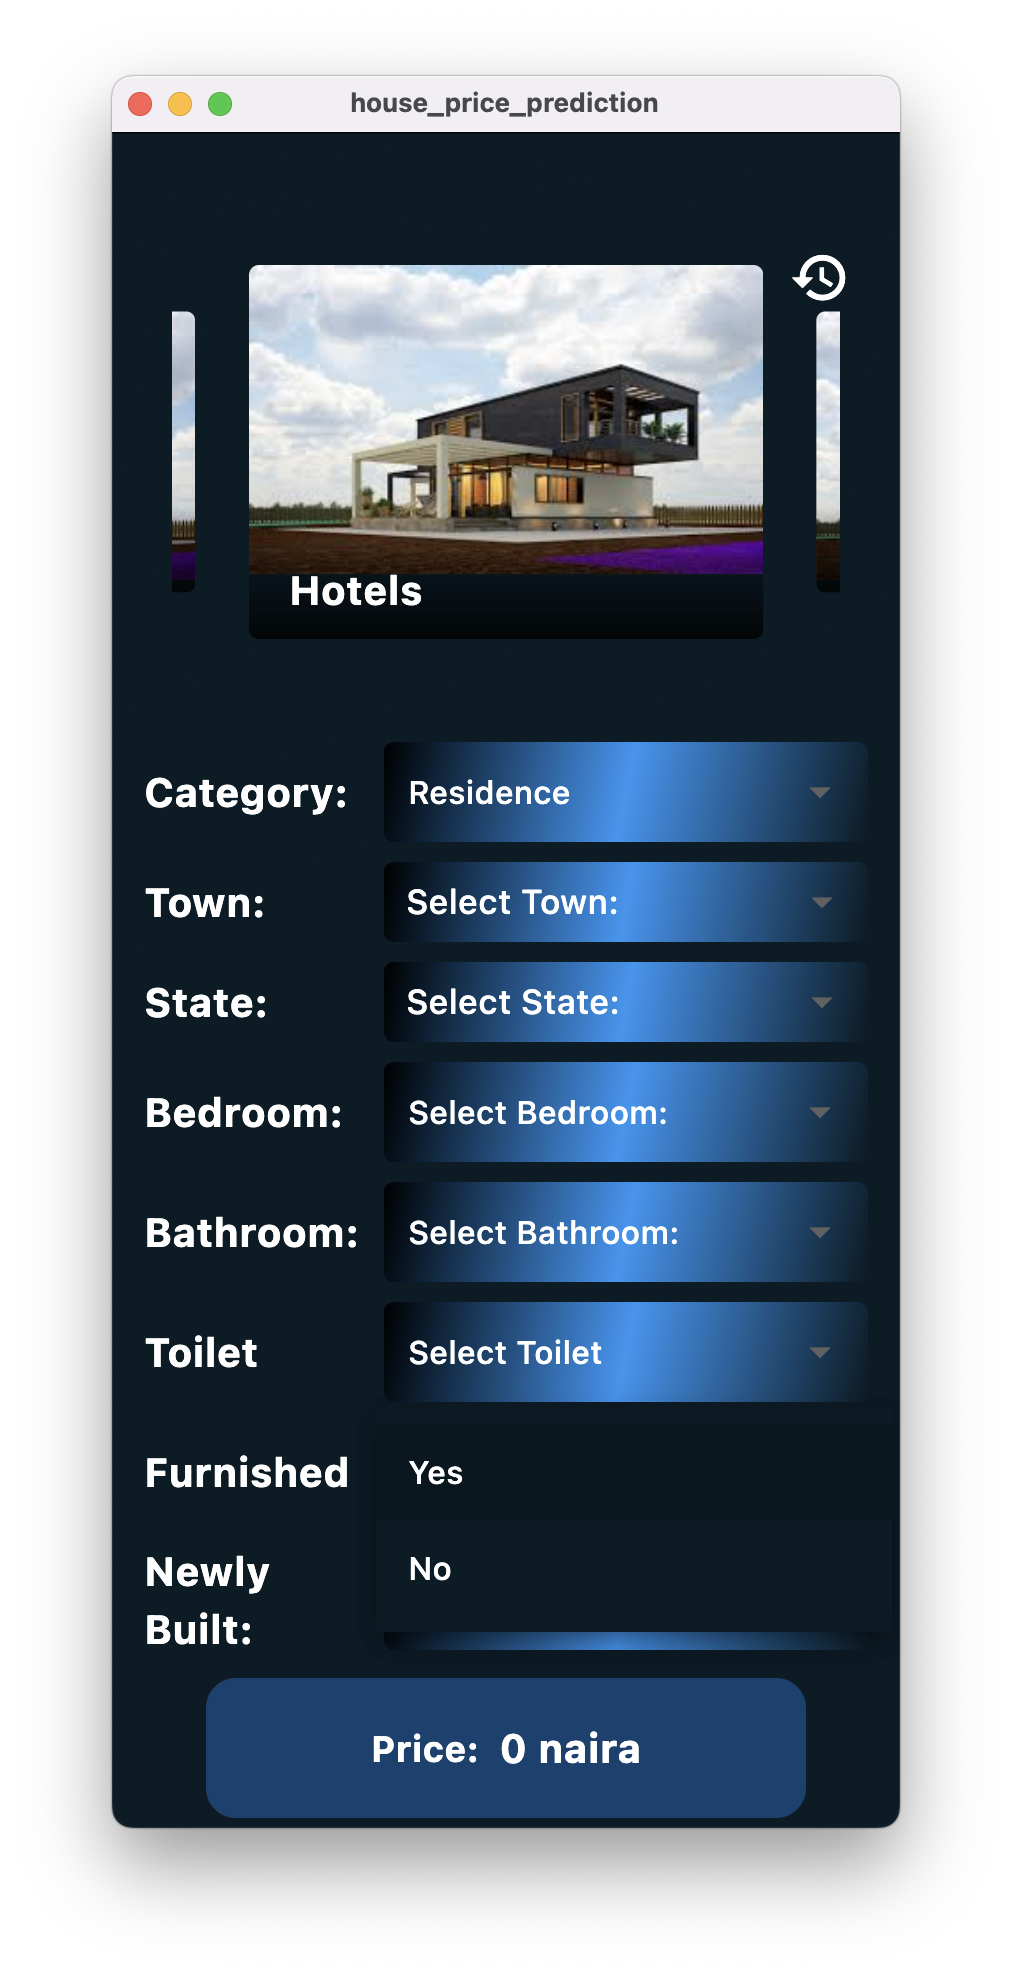 house_price_prediction
Hotels
Category: Residence
Town: Select Town:
State: Select State:
Bedroom: Select Bedroom:
Bathroom: Select Bathroom:
Toilet Select Toilet
Furnished Yes
No
Newly
Built:
Price: 0 naira